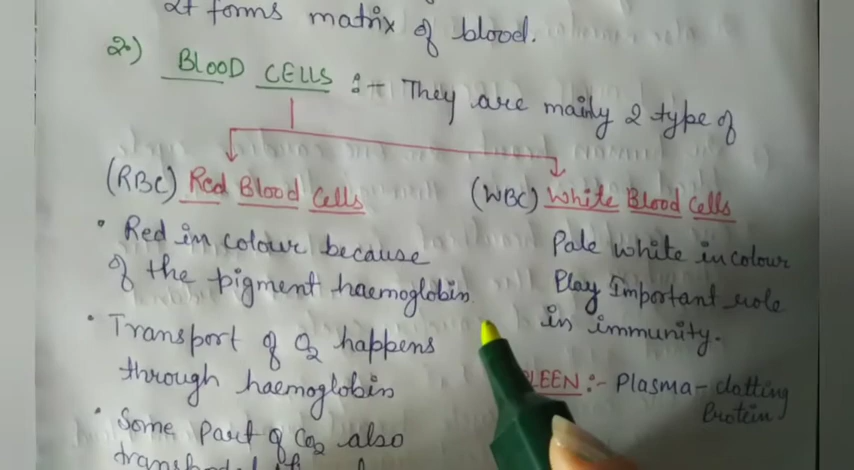 It forms matrix of blood.
2.) BLOOD CELLS :- They are mainly 2 type of
(RBC) Red Blood Cells
• Red in colour because
of the pigment haemoglobin.
• Transport of O2 happens
through haemoglobin
• Some part of CO2 also
(WBC) White Blood Cells
Pale white in colour
Play Important role
in immunity.
LEEN :- Plasma - clotting
Protein